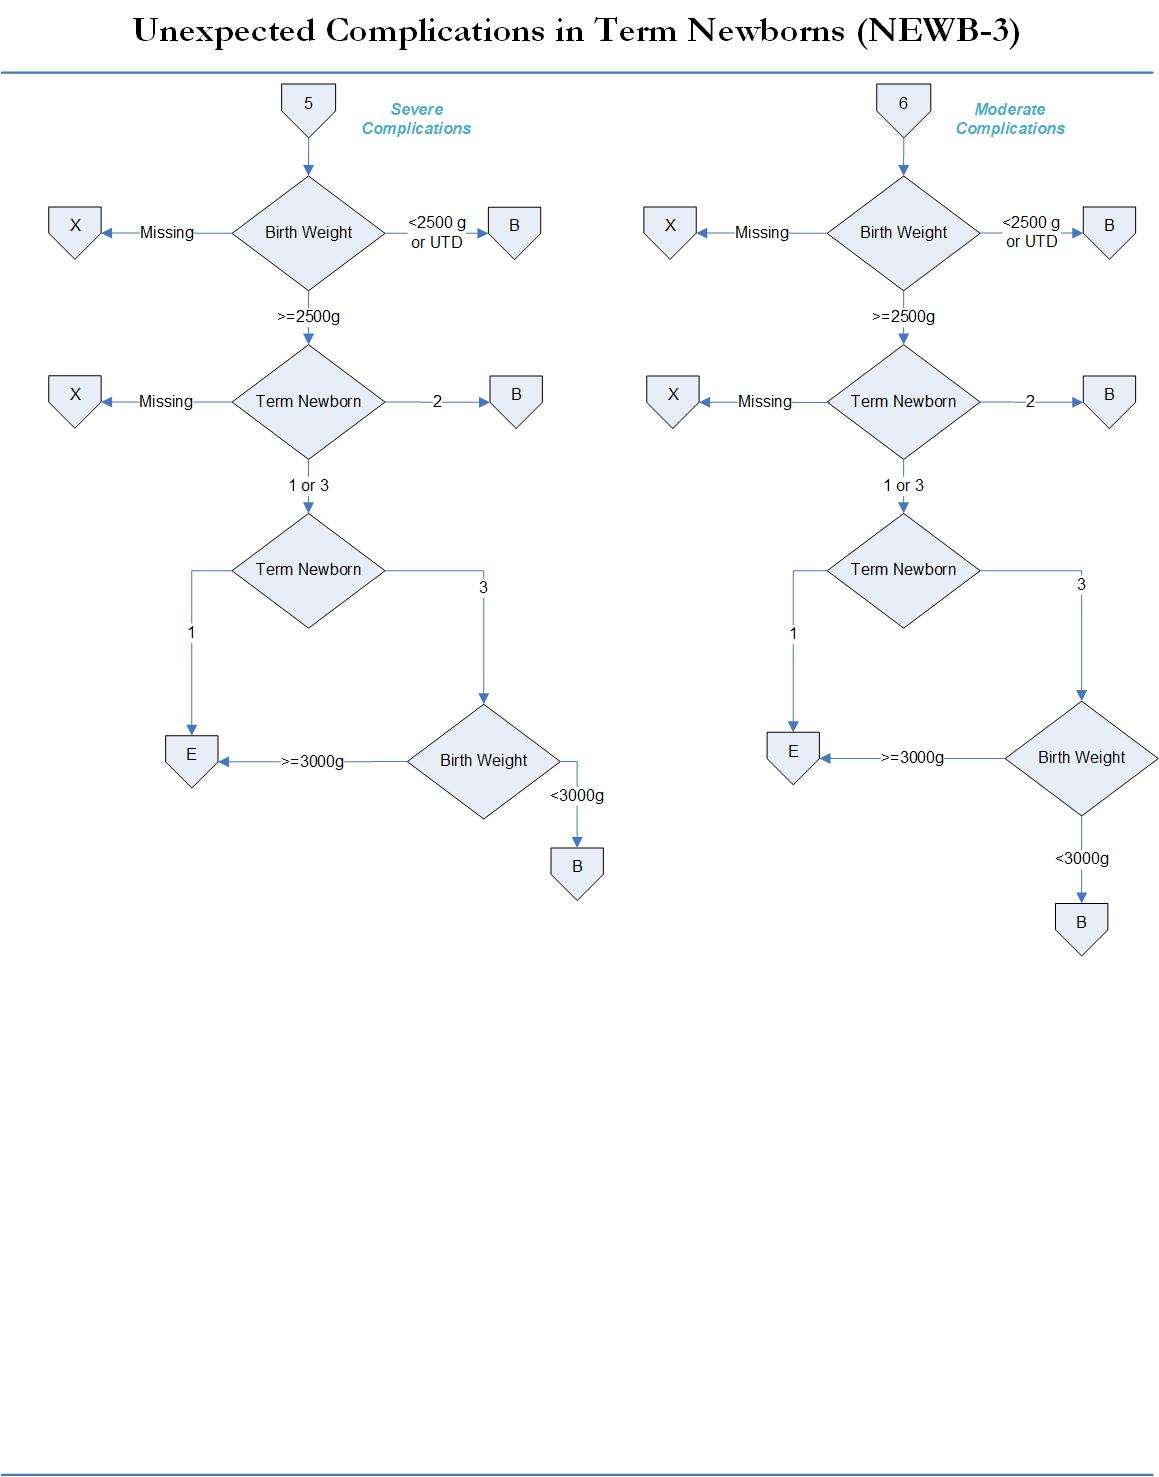 Unexpected Complications in Term Newborns (NEWB-3)
5
Severe
Complications
X
Missing
Birth Weight
<2500 g
or UTD
B
>=2500g
X
Missing
Term Newborn
2
B
1 or 3
Term Newborn
3
1
E
>=3000g
Birth Weight
<3000g
B
6
Moderate
Complications
X
Missing
Birth Weight
<2500 g
or UTD
B
>=2500g
X
Missing
Term Newborn
2
B
1 or 3
Term Newborn
3
1
E
>=3000g
Birth Weight
<3000g
B